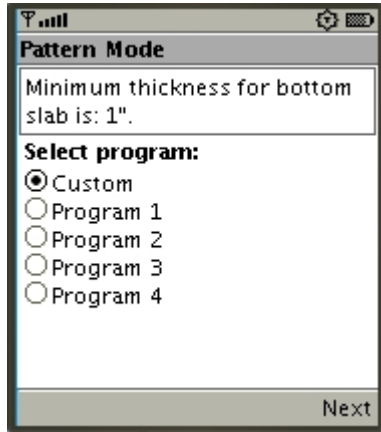 Pattern Mode
Minimum thickness for bottom
slab is: 1".
Select program:
Custom
Program 1
Program 2
Program 3
Program 4
Next